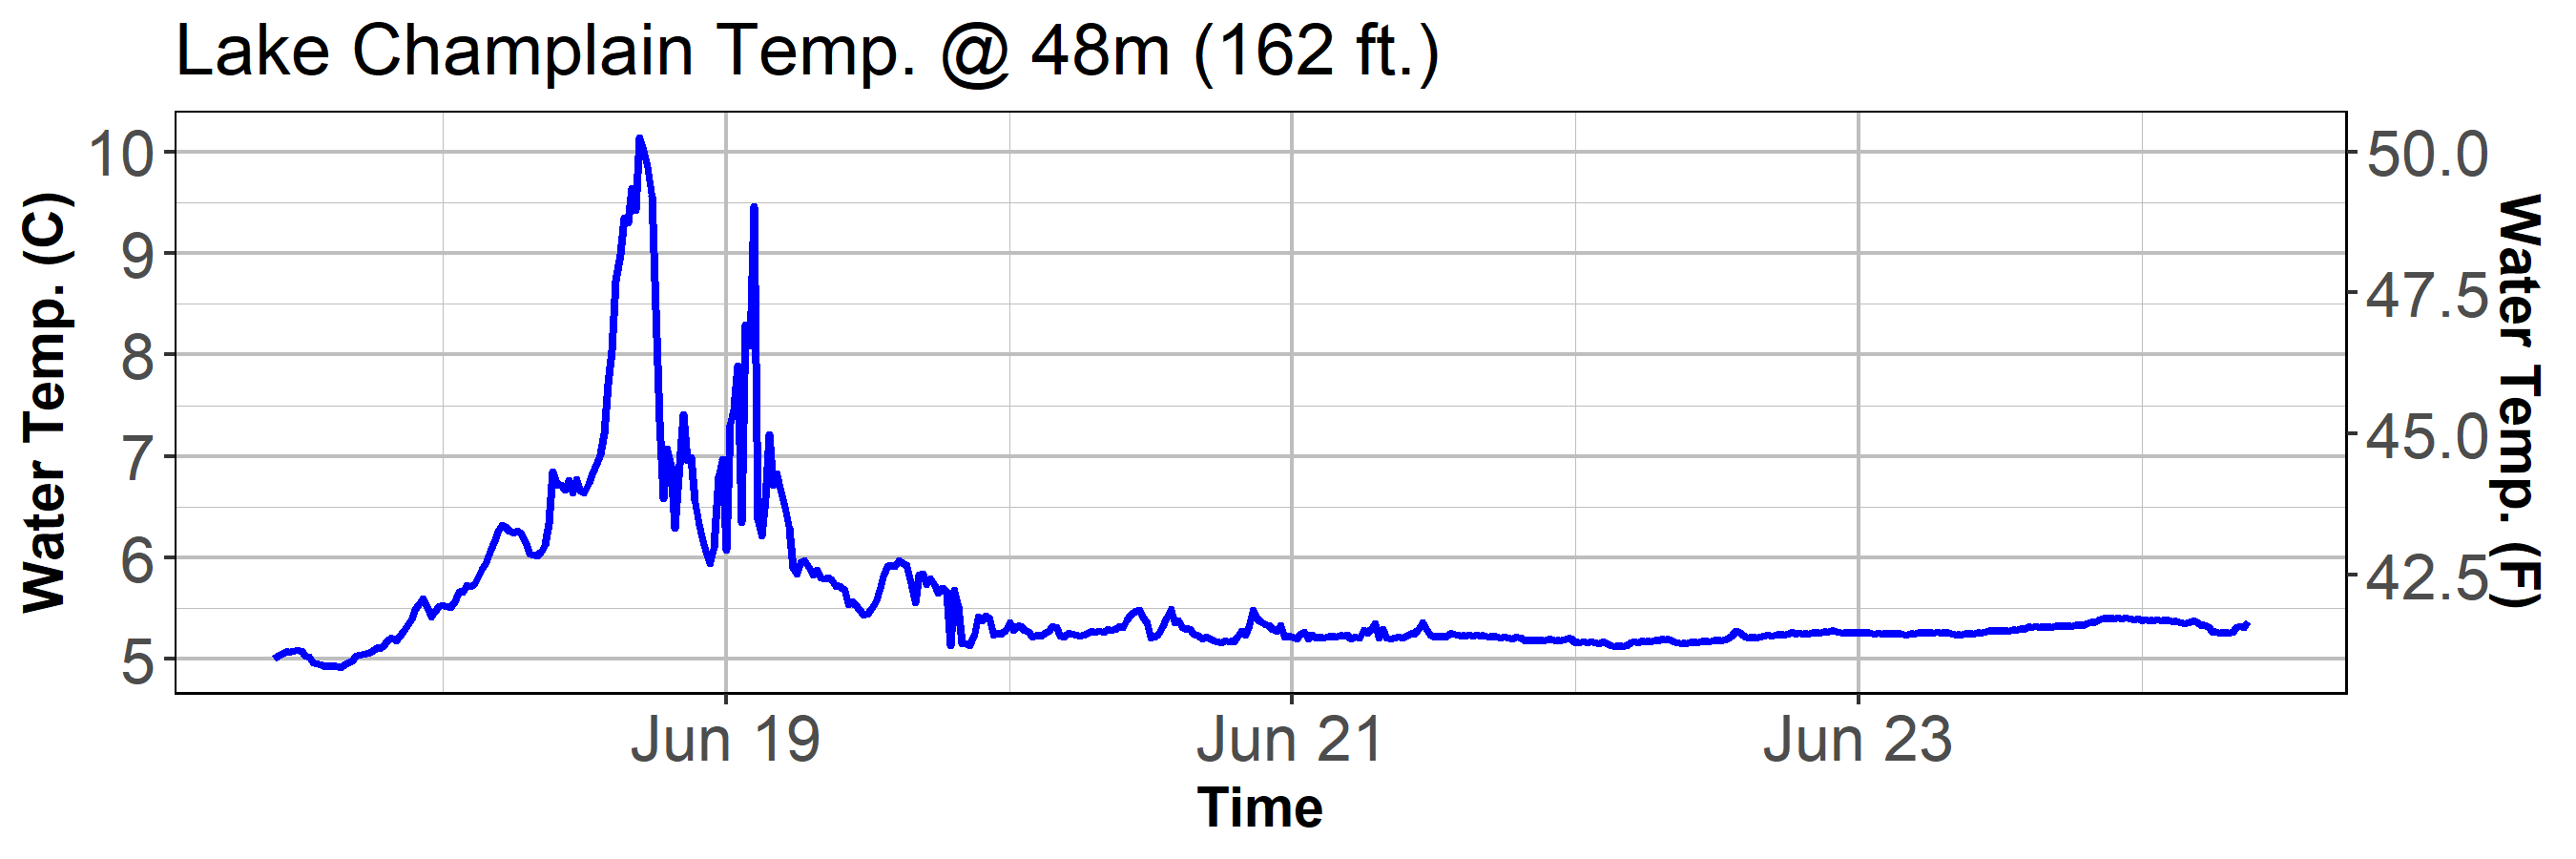 Lake Champlain Temp. @ 48m (162 ft.)
Water Temp. (C)
10
9
8
7
6
5
50.0
47.5
45.0
42.5
Water Temp. (F)
Jun 19
Jun 21
Jun 23
Time